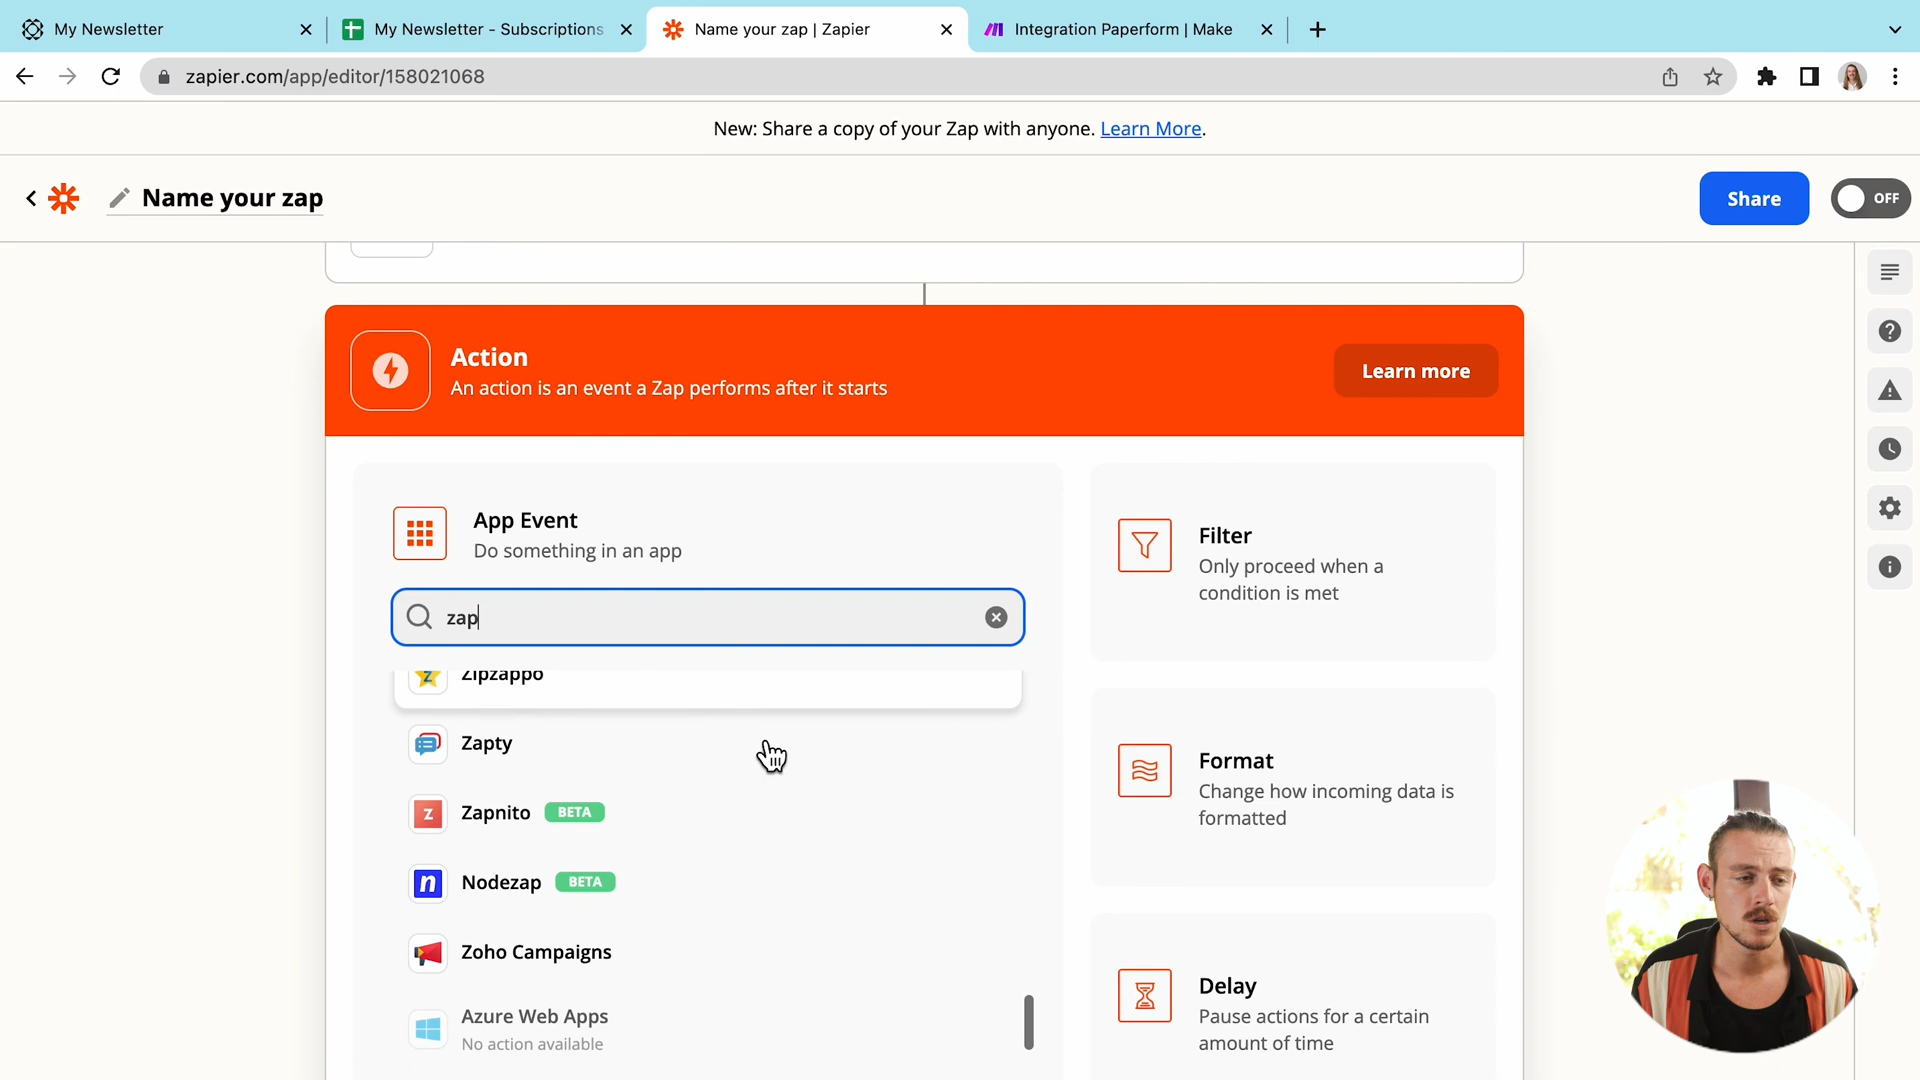 My Newsletter
My Newsletter - Subscriptions
Name your zap | Zapier
Integration Paperform | Make
zapier.com/app/editor/158021068
New: Share a copy of your Zap with anyone. Learn More.
Name your zap
Share
OFF
Action
An action is an event a Zap performs after it starts
Learn more
App Event
Do something in an app
zap
Zipzappo
Zapty
Z
Zapnito
BETA
n
Nodezap
BETA
Zoho Campaigns
Azure Web Apps
No action available
Filter
Only proceed when a
condition is met
Format
Change how incoming data is
formatted
Delay
Pause actions for a certain
amount of time